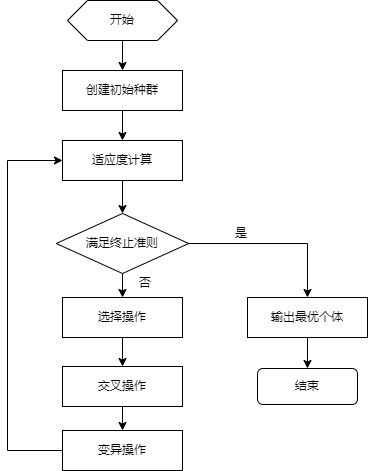 开始
创建初始种群
适应度计算
满足终止准则
是
否
选择操作
输出最优个体
交叉操作
结束
变异操作